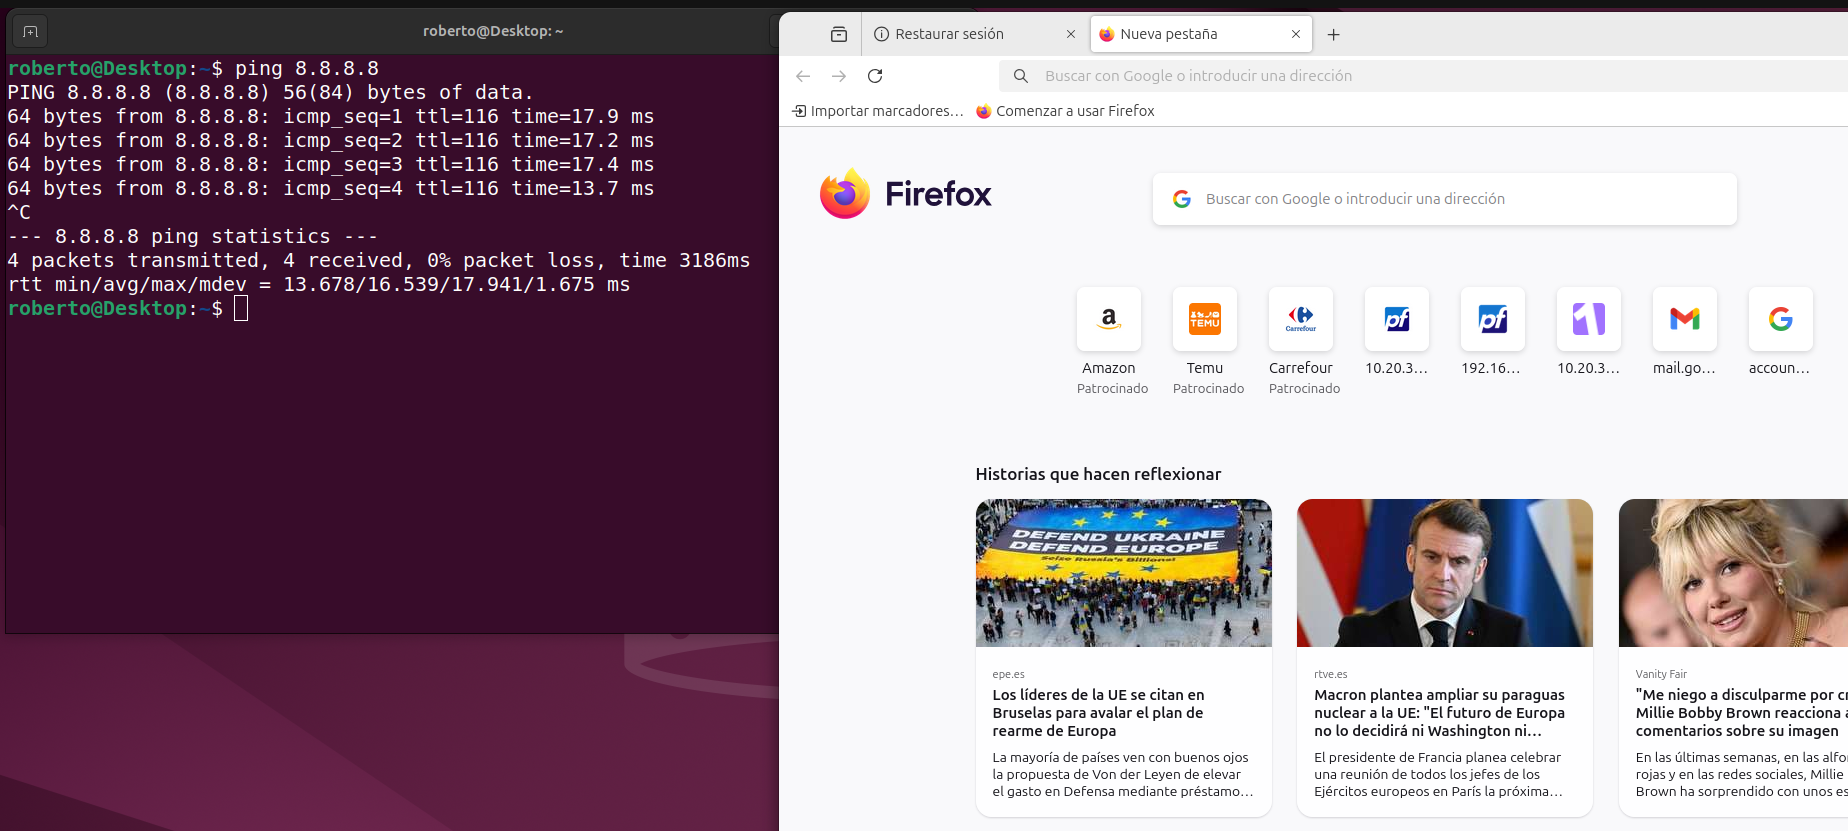 roberto@Desktop: ~
roberto@Desktop:~$ ping 8.8.8.8
PING 8.8.8.8 (8.8.8.8) 56(84) bytes of data.
64 bytes from 8.8.8.8: icmp_seq=1 ttl=116 time=17.9 ms
64 bytes from 8.8.8.8: icmp_seq=2 ttl=116 time=17.2 ms
64 bytes from 8.8.8.8: icmp_seq=3 ttl=116 time=17.4 ms
64 bytes from 8.8.8.8: icmp_seq=4 ttl=116 time=13.7 ms
^C
--- 8.8.8.8 ping statistics ---
4 packets transmitted, 4 received, 0% packet loss, time 3186ms
rtt min/avg/max/mdev = 13.678/16.539/17.941/1.675 ms
roberto@Desktop:~$
Restaurar sesión
Nueva pestaña
Buscar con Google o introducir una dirección
Importar marcadores…
Comenzar a usar Firefox
Firefox
Buscar con Google o introducir una dirección
a
TEMU
Carrefour
pf
pf
1
M
G
Amazon
Temu
Carrefour
10.20.3…
192.16…
10.20.3…
mail.go…
accoun…
Patrocinado
Patrocinado
Patrocinado
Historias que hacen reflexionar
DEFEND UKRAINE
DEFEND EUROPE
Seize Russia's Billions!
epe.es
Los líderes de la UE se citan en
Bruselas para avalar el plan de
rearme de Europa
La mayoría de países ven con buenos ojos
la propuesta de Von der Leyen de elevar
el gasto en Defensa mediante préstamo…
rtve.es
Macron plantea ampliar su paraguas
nuclear a la UE: "El futuro de Europa
no lo decidirá ni Washington ni…
El presidente de Francia planea celebrar
una reunión de todos los jefes de los
Ejércitos europeos en París la próxima…
Vanity Fair
"Me niego a disculparme por cr
Millie Bobby Brown reacciona a
comentarios sobre su imagen
En las últimas semanas, en las alfo
rojas y en las redes sociales, Millie
Brown ha sorprendido con unos es